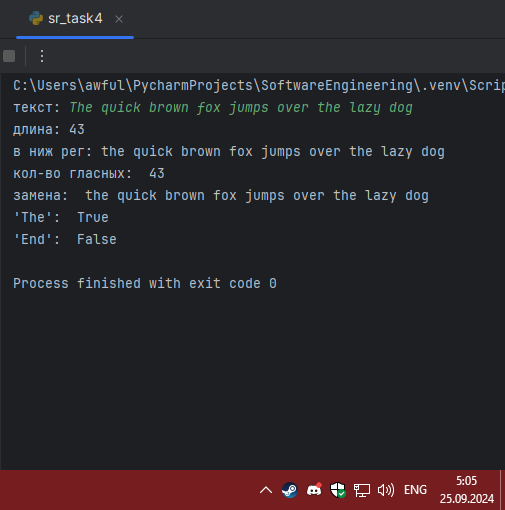 sr_task4
C:\Users\awful\PycharmProjects\SoftwareEngineering\.venv\Scrip
текст: The quick brown fox jumps over the lazy dog
длина: 43
в ниж рег: the quick brown fox jumps over the lazy dog
кол-во гласных:  43
замена:  the quick brown fox jumps over the lazy dog
'The':  True
'End':  False
Process finished with exit code 0
ENG
5:05
25.09.2024